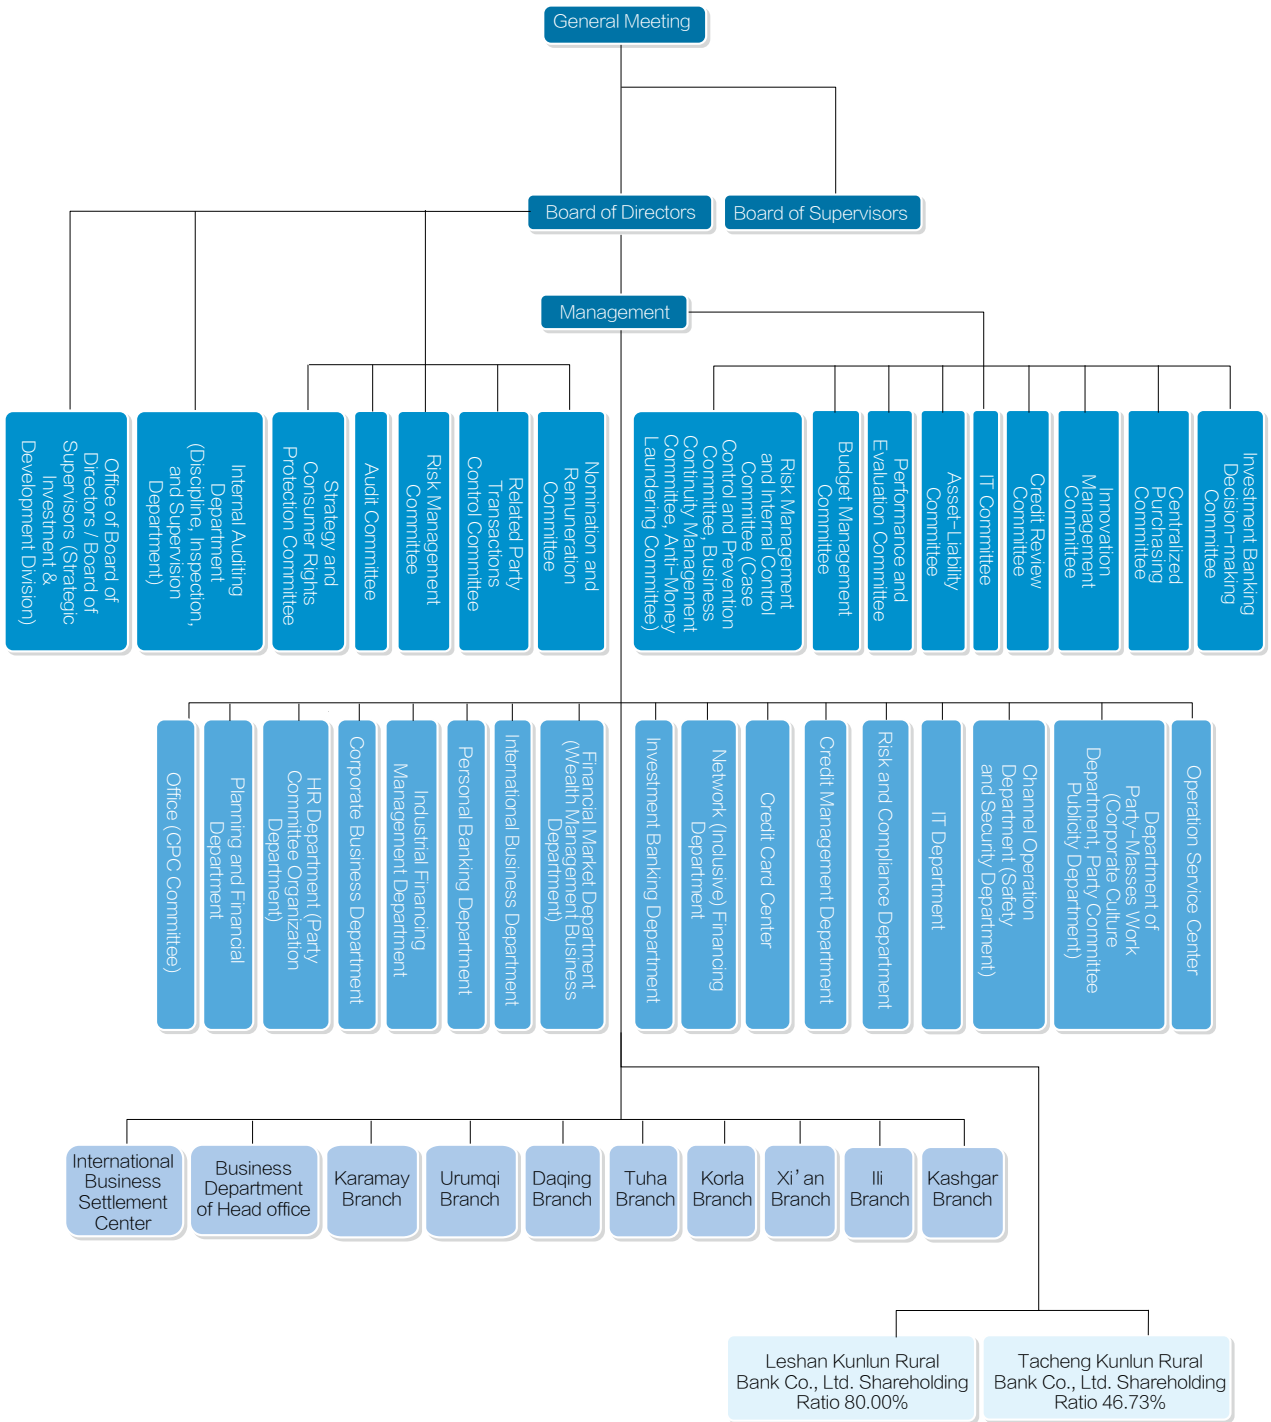 General Meeting
Board of Directors
Board of Supervisors
Management
Office of Board of
Directors / Board of
Supervisors (Strategic
Investment &
Development Division)
Internal Auditing
Department
(Discipline, Inspection,
and Supervision
Department)
Strategy and
Consumer Rights
Protection Committee
Audit Committee
Risk Management
Committee
Related Party
Transactions
Control Committee
Nomination and
Remuneration
Committee
Risk Management
and Internal Control
Committee (Case
Control and Prevention
Committee, Business
Continuity Management
Committee, Anti-Money
Laundering Committee)
Budget Management
Committee
Performance and
Evaluation Committee
Asset-Liability
Committee
IT Committee
Credit Review
Committee
Innovation
Management
Committee
Centralized
Purchasing
Committee
Investment Banking
Decision-making
Committee
Office (CPC Committee)
Planning and Financial
Department
HR Department (Party
Committee Organization
Department)
Corporate Business Department
Industrial Financing
Management Department
Personal Banking Department
International Business Department
Financial Market Department
(Wealth Management Business
Department)
Investment Banking Department
Network (Inclusive) Financing
Department
Credit Card Center
Credit Management Department
Risk and Compliance Department
IT Department
Channel Operation
Department (Safety
and Security Department)
Department of
Party-Masses Work
(Corporate Culture
Department, Party Committee
Publicity Department)
Operation Service Center
International
Business
Settlement
Center
Business
Department
of Head office
Karamay
Branch
Urumqi
Branch
Daqing
Branch
Tuha
Branch
Korla
Branch
Xi’an
Branch
Ili
Branch
Kashgar
Branch
Leshan Kunlun Rural
Bank Co., Ltd. Shareholding
Ratio 80.00%
Tacheng Kunlun Rural
Bank Co., Ltd. Shareholding
Ratio 46.73%